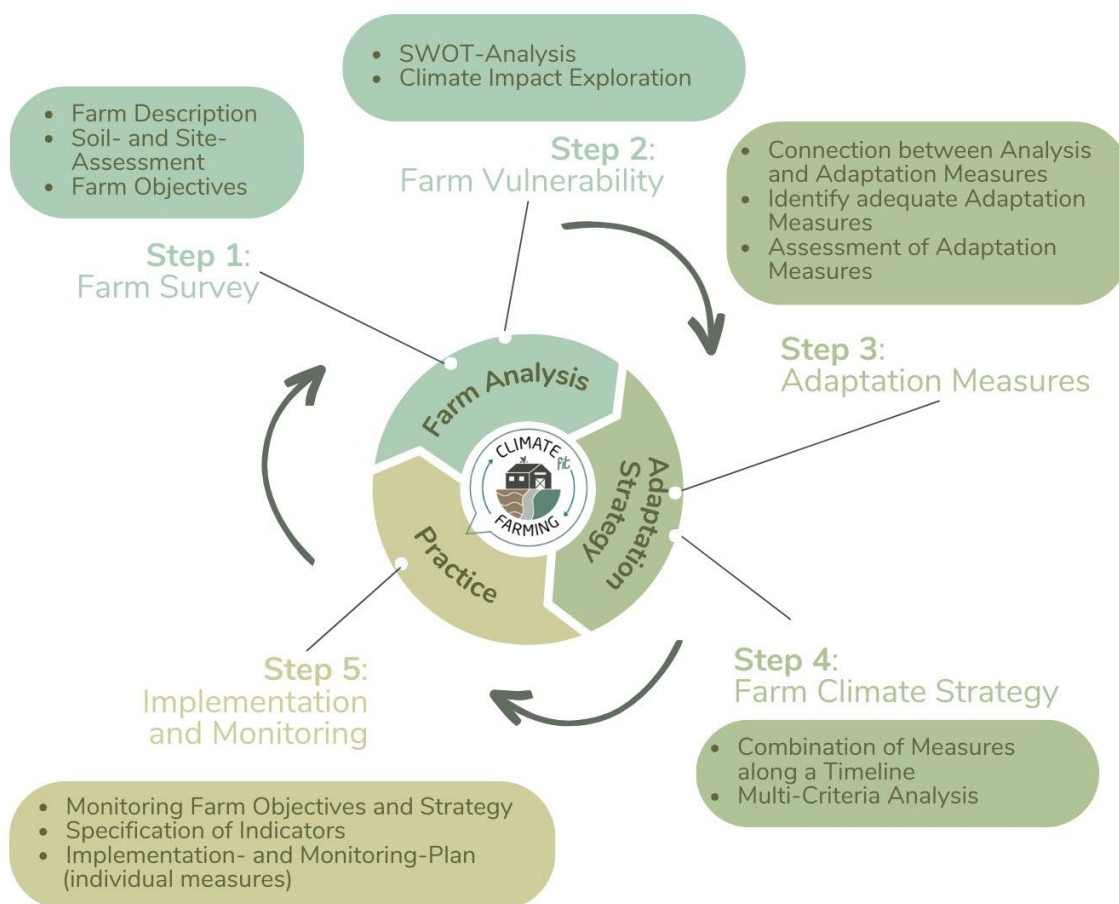 • SWOT-Analysis
• Climate Impact Exploration
• Farm Description
• Soil- and Site-
Assessment
• Farm Objectives
Step 2:
Farm Vulnerability
• Connection between Analysis
and Adaptation Measures
• Identify adequate Adaptation
Measures
• Assessment of Adaptation
Measures
Step 1:
Farm Survey
Step 3:
Adaptation Measures
Farm Analysis
Adaptation
Strategy
Practice
CLIMATE
fit
FARMING
Step 5:
Implementation
and Monitoring
Step 4:
Farm Climate Strategy
• Combination of Measures
along a Timeline
• Multi-Criteria Analysis
• Monitoring Farm Objectives and Strategy
• Specification of Indicators
• Implementation- and Monitoring-Plan
(individual measures)